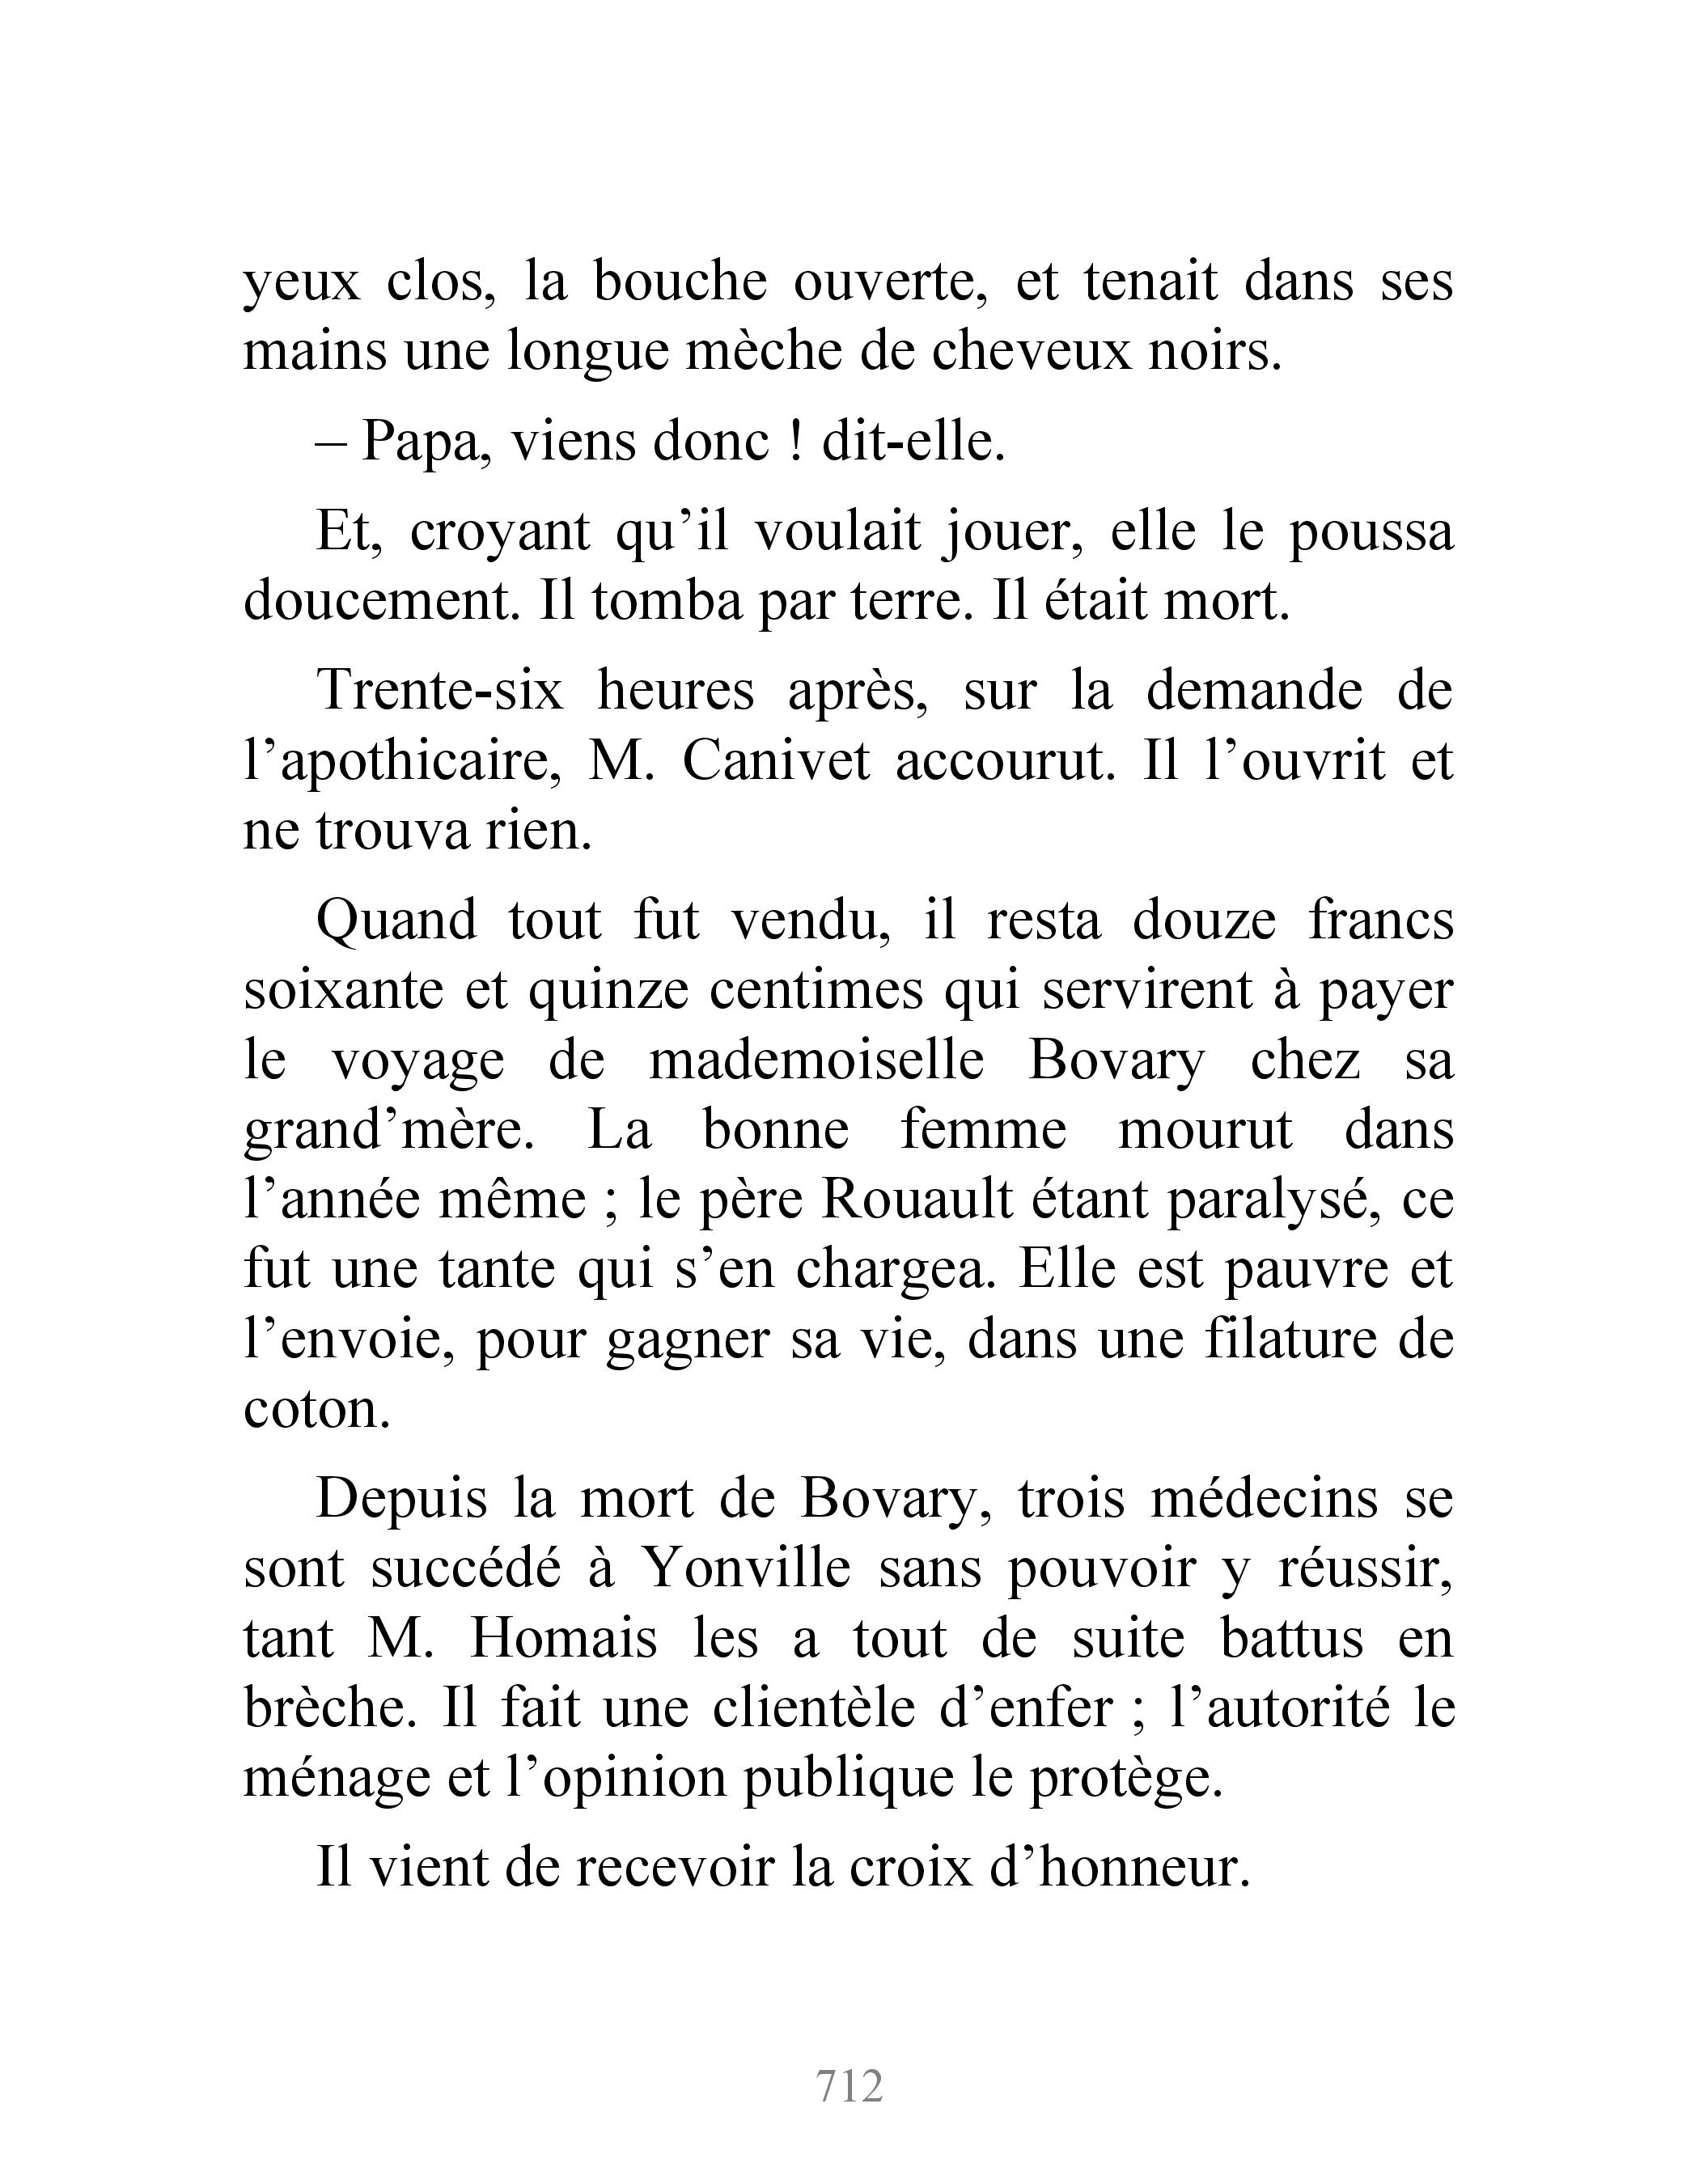 yeux clos, la bouche ouverte, et tenait dans ses
mains une longue mèche de cheveux noirs.
– Papa, viens donc ! dit-elle.
Et, croyant qu’il voulait jouer, elle le poussa
doucement. Il tomba par terre. Il était mort.
Trente-six heures après, sur la demande de
l’apothicaire, M. Canivet accourut. Il l’ouvrit et
ne trouva rien.
Quand tout fut vendu, il resta douze francs
soixante et quinze centimes qui servirent à payer
le voyage de mademoiselle Bovary chez sa
grand’mère. La bonne femme mourut dans
l’année même ; le père Rouault étant paralysé, ce
fut une tante qui s’en chargea. Elle est pauvre et
l’envoie, pour gagner sa vie, dans une filature de
coton.
Depuis la mort de Bovary, trois médecins se
sont succédé à Yonville sans pouvoir y réussir,
tant M. Homais les a tout de suite battus en
brèche. Il fait une clientèle d’enfer ; l’autorité le
ménage et l’opinion publique le protège.
Il vient de recevoir la croix d’honneur.
712